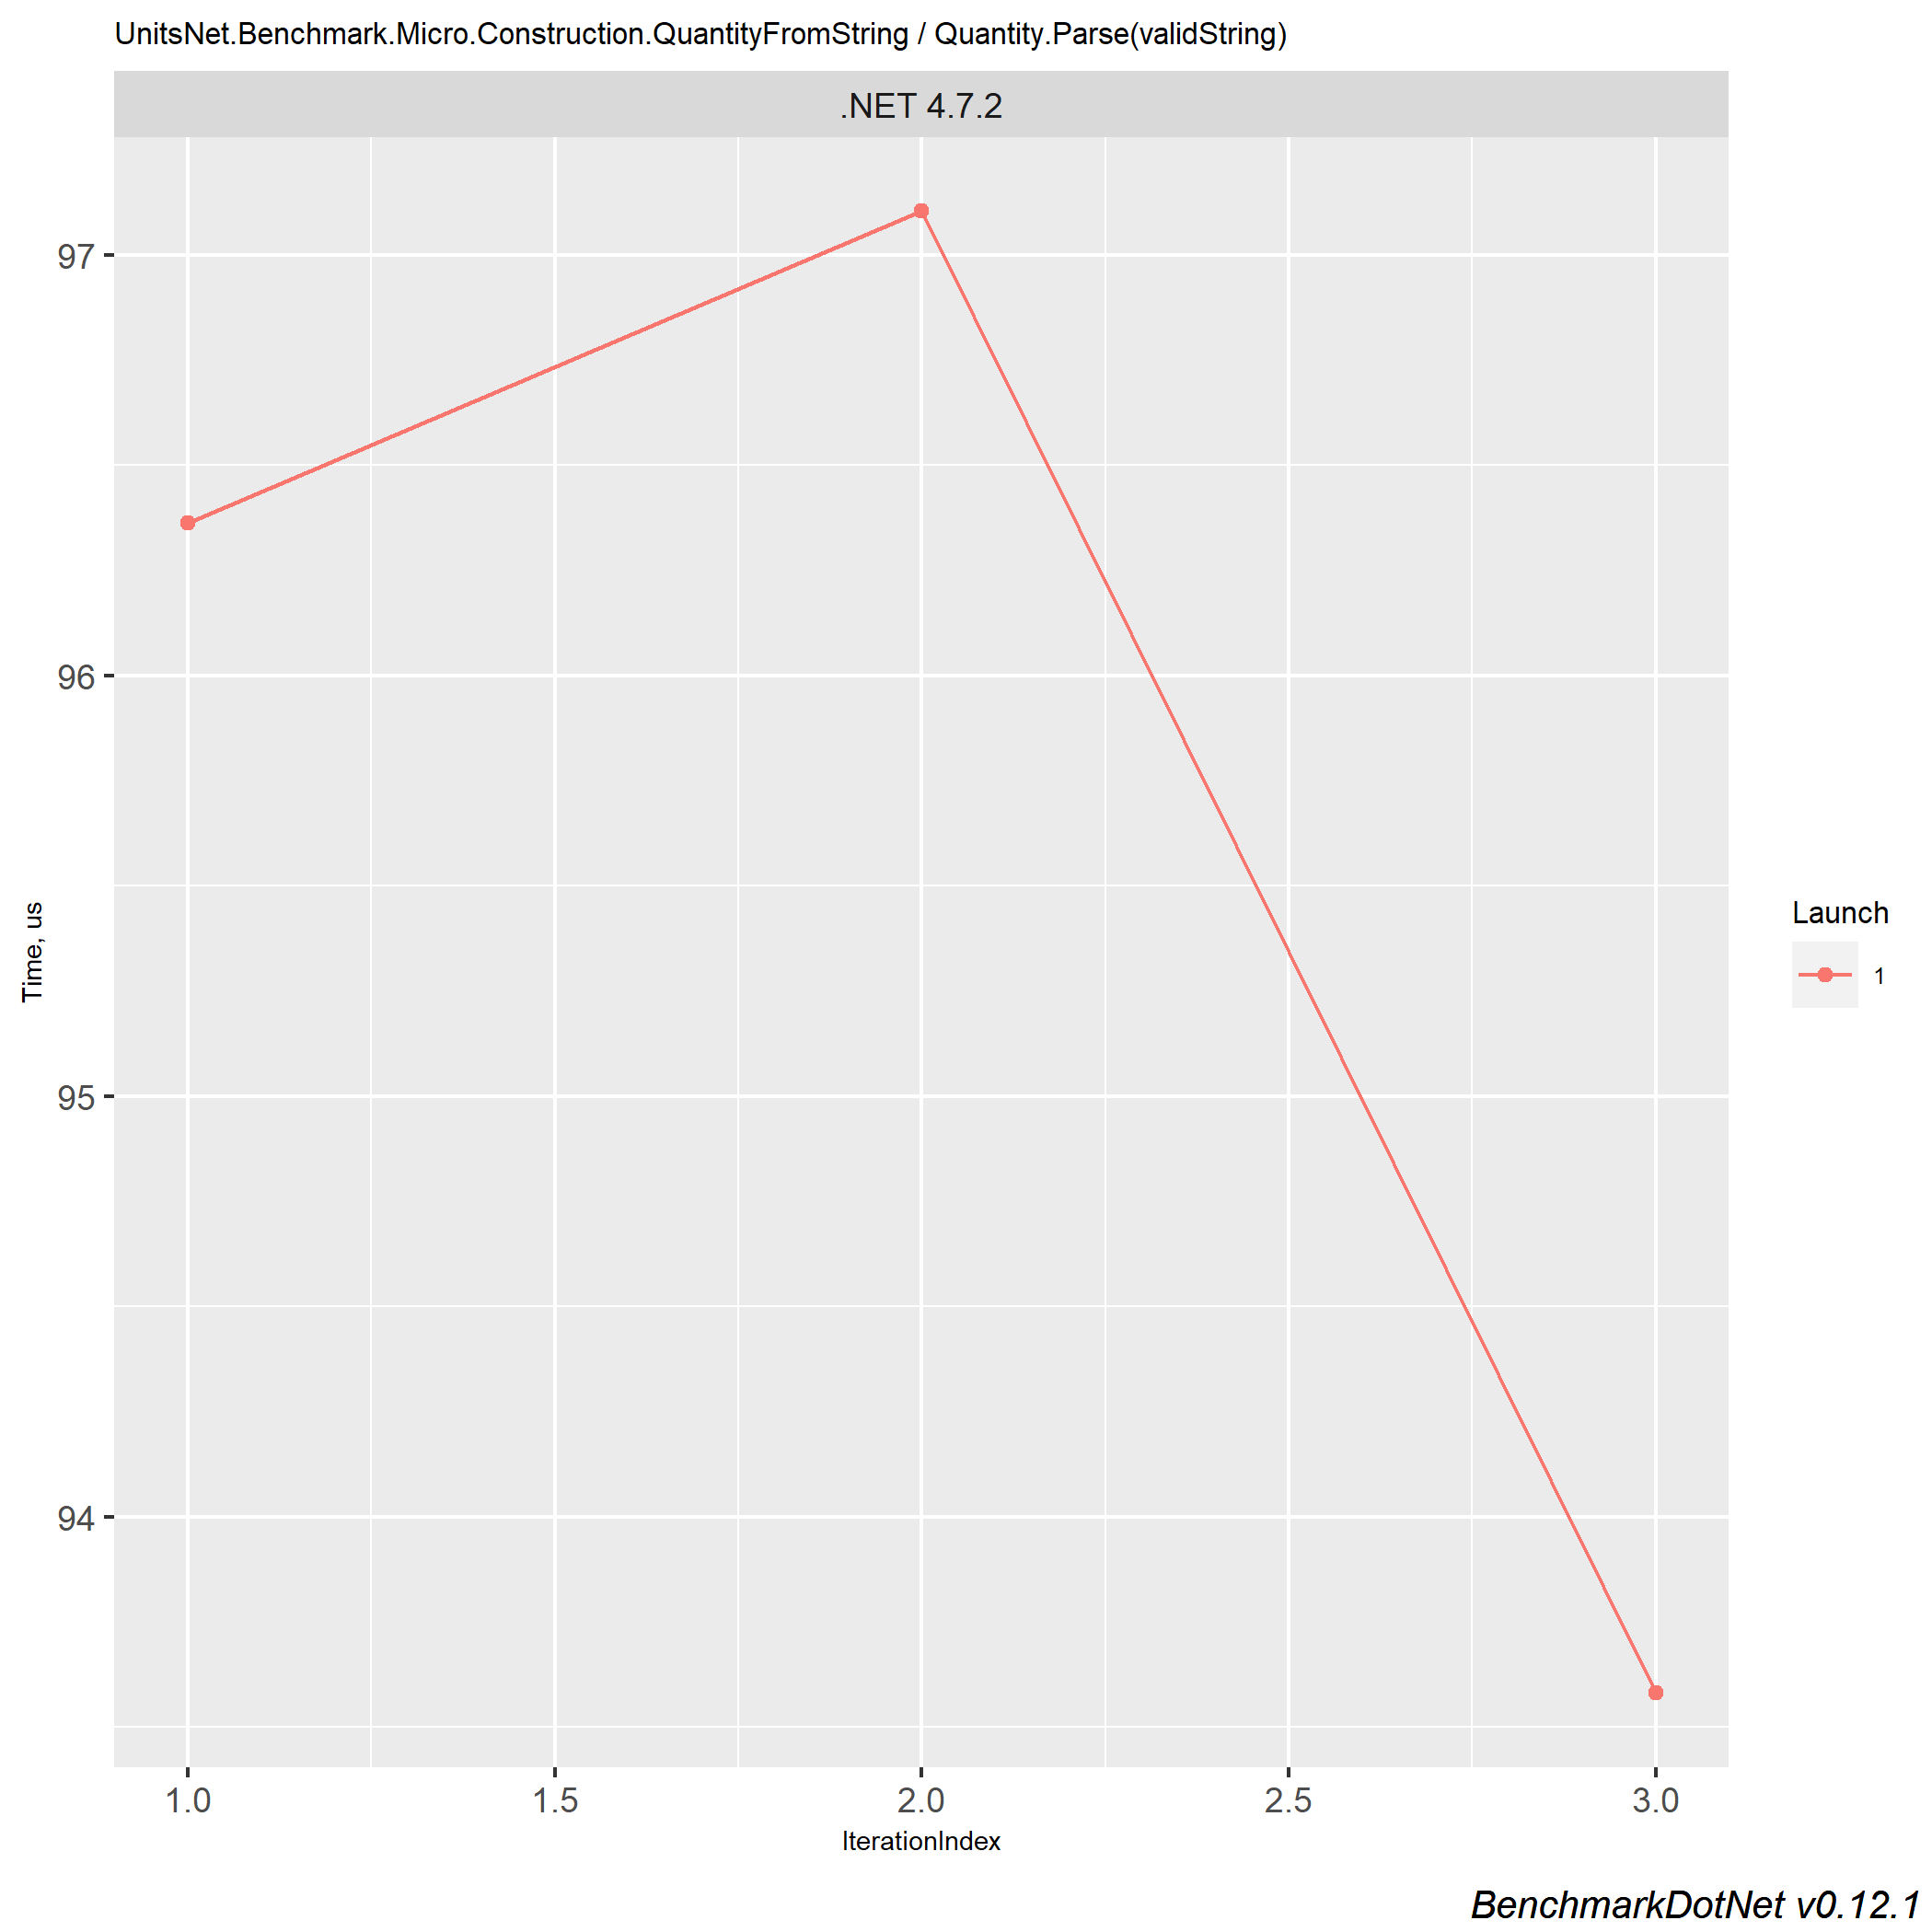 UnitsNet.Benchmark.Micro.Construction.QuantityFromString / Quantity.Parse(validString)
.NET 4.7.2
97
96
95
94
Time, us
1.0 1.5 2.0 2.5 3.0
IterationIndex
Launch
1
BenchmarkDotNet v0.12.1